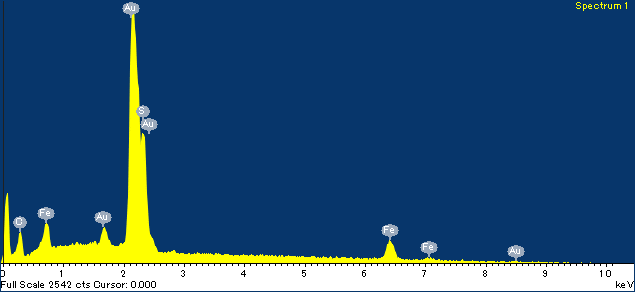 Spectrum 1
Au
S
Au
C
Fe
Au
Fe
Fe
Au
0 1 2 3 4 5 6 7 8 9 10
Full Scale 2542 cts Cursor: 0.000 keV